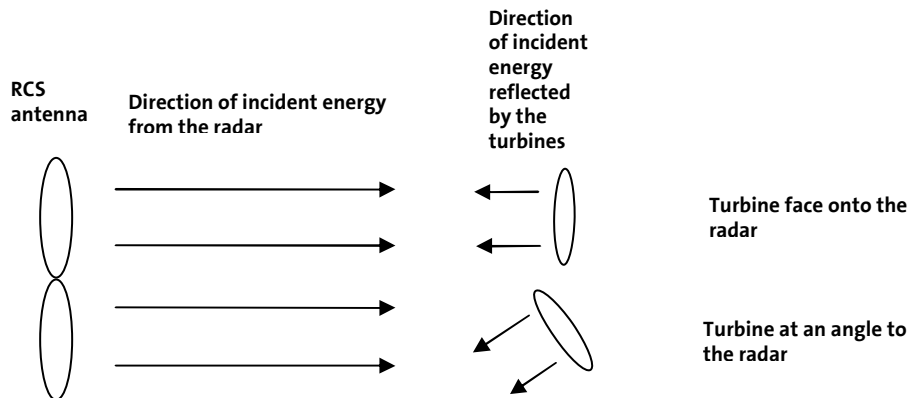 RCS
antenna
Direction of incident energy
from the radar
Direction
of incident
energy
reflected
by the
turbines
Turbine face onto the
radar
Turbine at an angle to
the radar